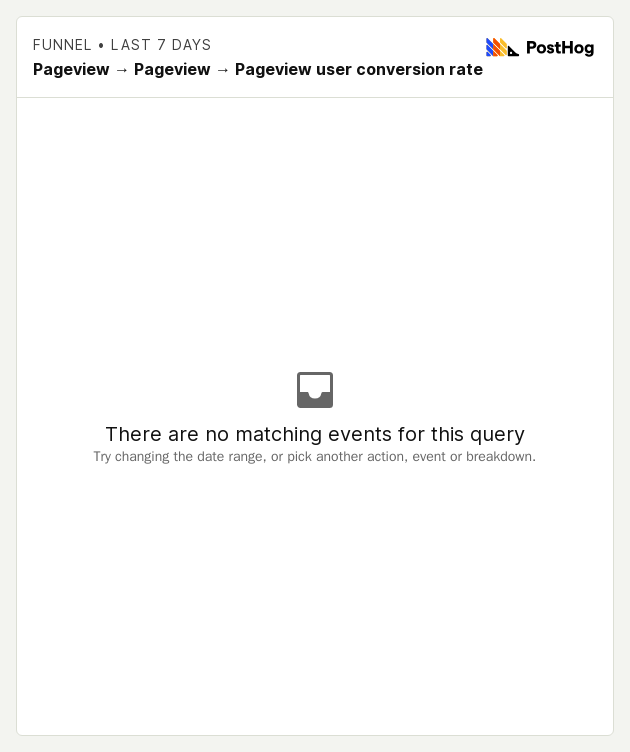 FUNNEL • LAST 7 DAYS
PostHog
Pageview → Pageview → Pageview user conversion rate
There are no matching events for this query
Try changing the date range, or pick another action, event or breakdown.